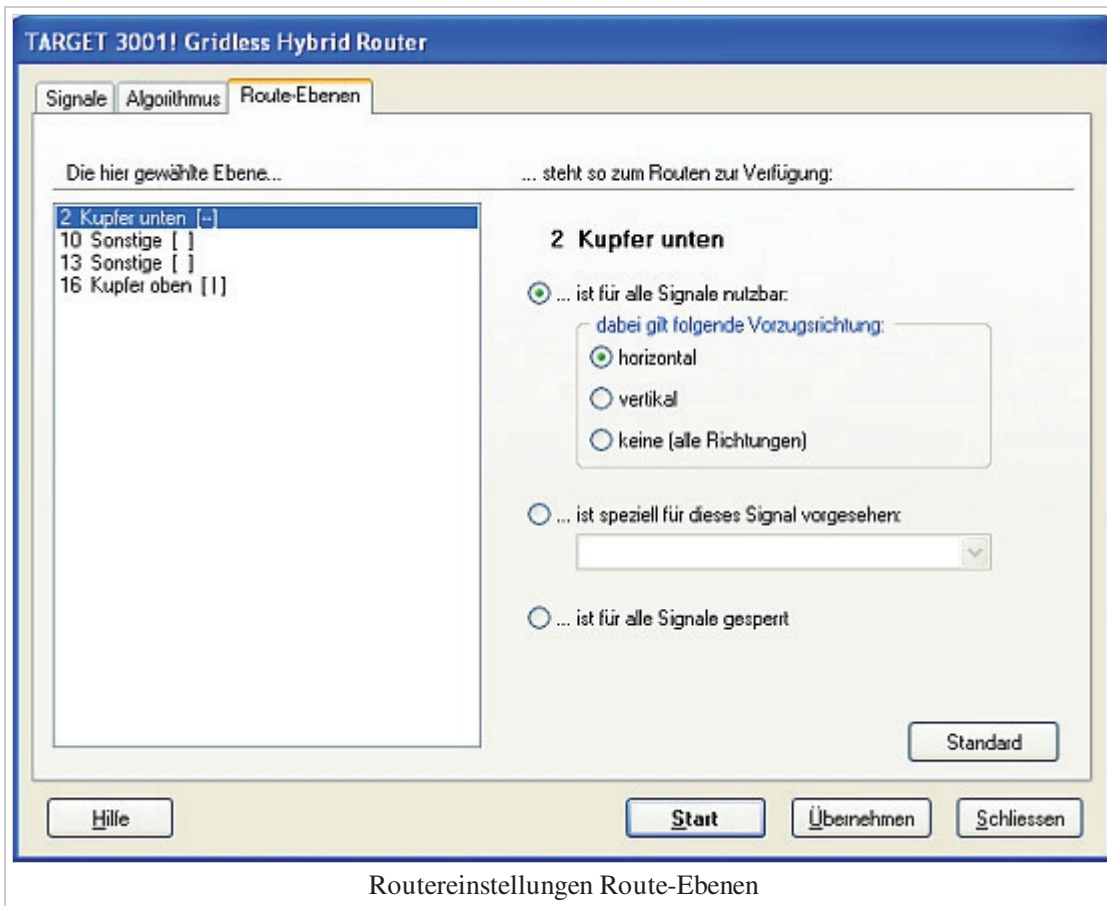 TARGET 3001! Gridless Hybrid Router
Signale Algorithmus Route-Ebenen
Die hier gewählte Ebene...
... steht so zum Routen zur Verfügung:
2 Kupfer unten [--]
10 Sonstige [ ]
13 Sonstige [ ]
16 Kupfer oben [|]
2 Kupfer unten
... ist für alle Signale nutzbar:
dabei gilt folgende Vorzugsrichtung:
horizontal
vertikal
keine (alle Richtungen)
... ist speziell für dieses Signal vorgesehen:
... ist für alle Signale gesperrt
Standard
Hilfe Start Übernehmen Schliessen
Routereinstellungen Route-Ebenen